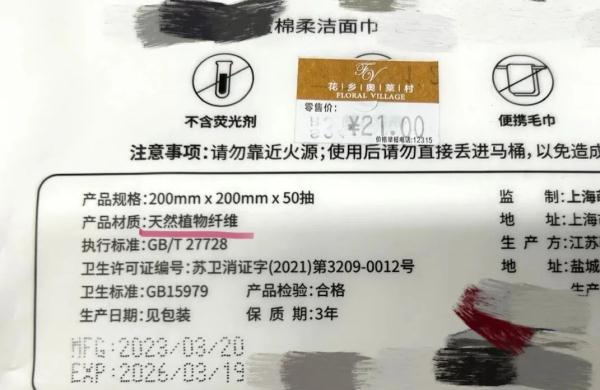 棉柔洁面巾
FV
花|乡|奥|莱|村
FLORAL VILLAGE
零售价:
¥21.00
价格举报电话:12315
不含荧光剂
便携毛巾
注意事项:请勿靠近火源;使用后请勿直接丢进马桶,以免造成
产品规格:200mm x 200mm x 50抽
产品材质:天然植物纤维
执行标准:GB/T 27728
卫生许可证编号:苏卫消证字(2021)第3209-0012号
卫生标准:GB15979 产品检验:合格
生产日期:见包装 保 质 期:3年
监 制:上海
地 址:上海
生 产 方:江苏
地 址:盐城
生产
MFG:2023/03/20
EXP:2026/03/19